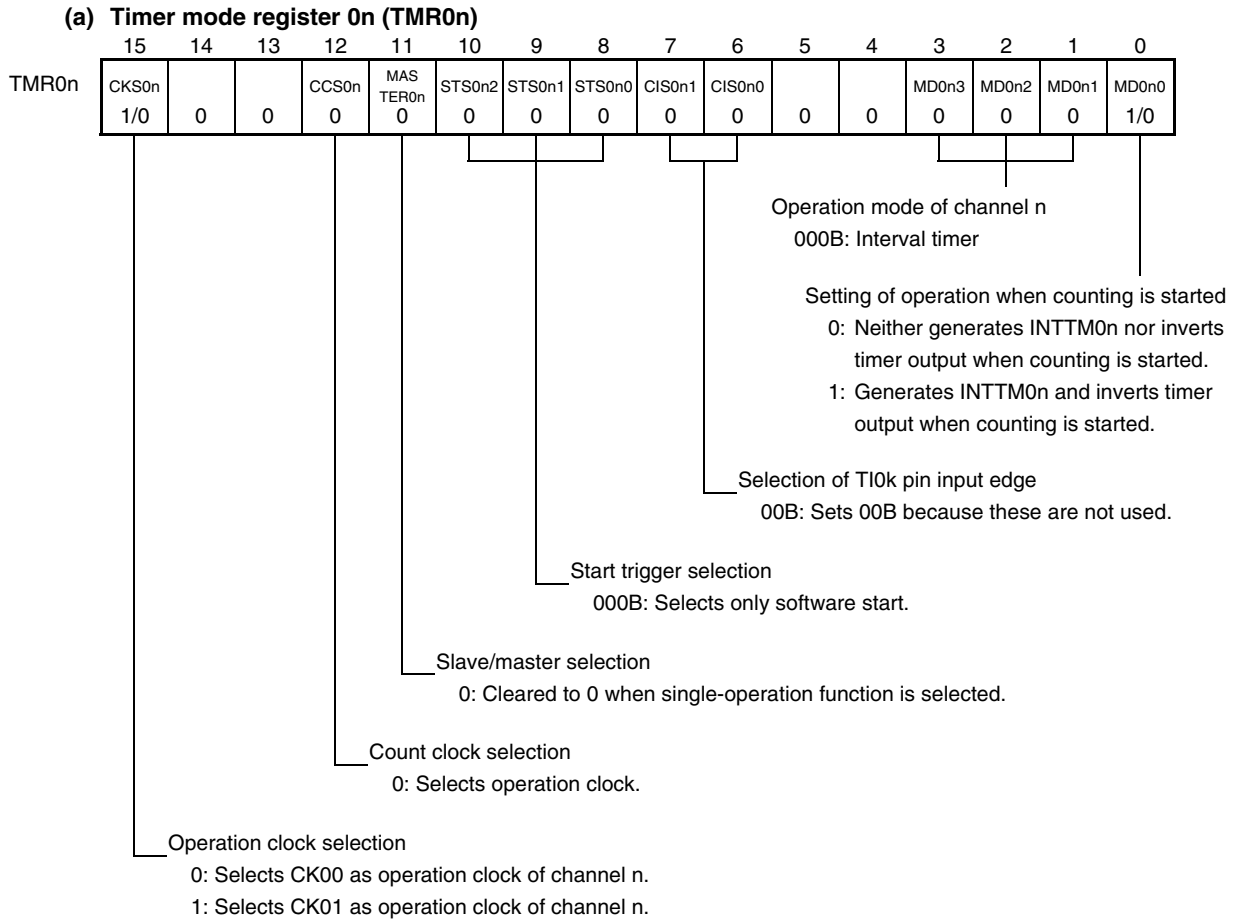 (a) Timer mode register 0n (TMR0n)
15 14 13 12 11 10 9 8 7 6 5 4 3 2 1 0
TMR0n CKS0n CCS0n MAS TER0n STS0n2 STS0n1 STS0n0 CIS0n1 CIS0n0 MD0n3 MD0n2 MD0n1 MD0n0
1/0 0 0 0 0 0 0 0 0 0 0 0 0 0 0 1/0
Operation mode of channel n
000B: Interval timer
Setting of operation when counting is started
0: Neither generates INTTM0n nor inverts
timer output when counting is started.
1: Generates INTTM0n and inverts timer
output when counting is started.
Selection of TI0k pin input edge
00B: Sets 00B because these are not used.
Start trigger selection
000B: Selects only software start.
Slave/master selection
0: Cleared to 0 when single-operation function is selected.
Count clock selection
0: Selects operation clock.
Operation clock selection
0: Selects CK00 as operation clock of channel n.
1: Selects CK01 as operation clock of channel n.